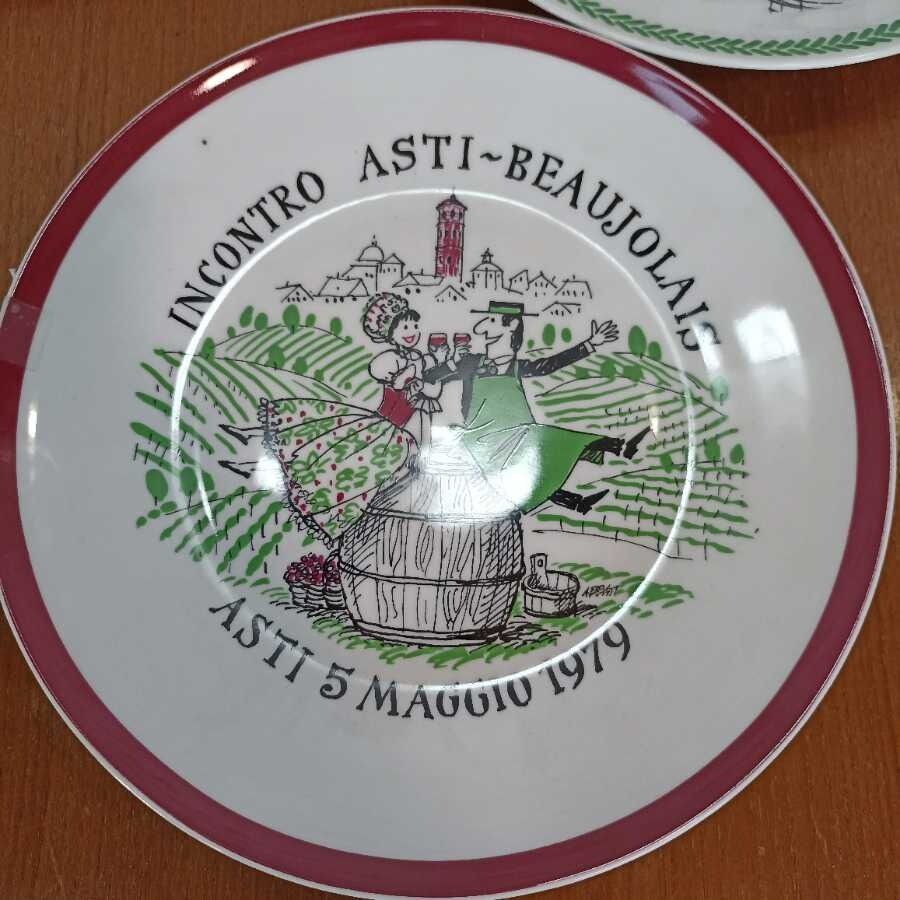 INCONTRO ASTI~BEAUJOLAIS
ASTI 5 MAGGIO 1979